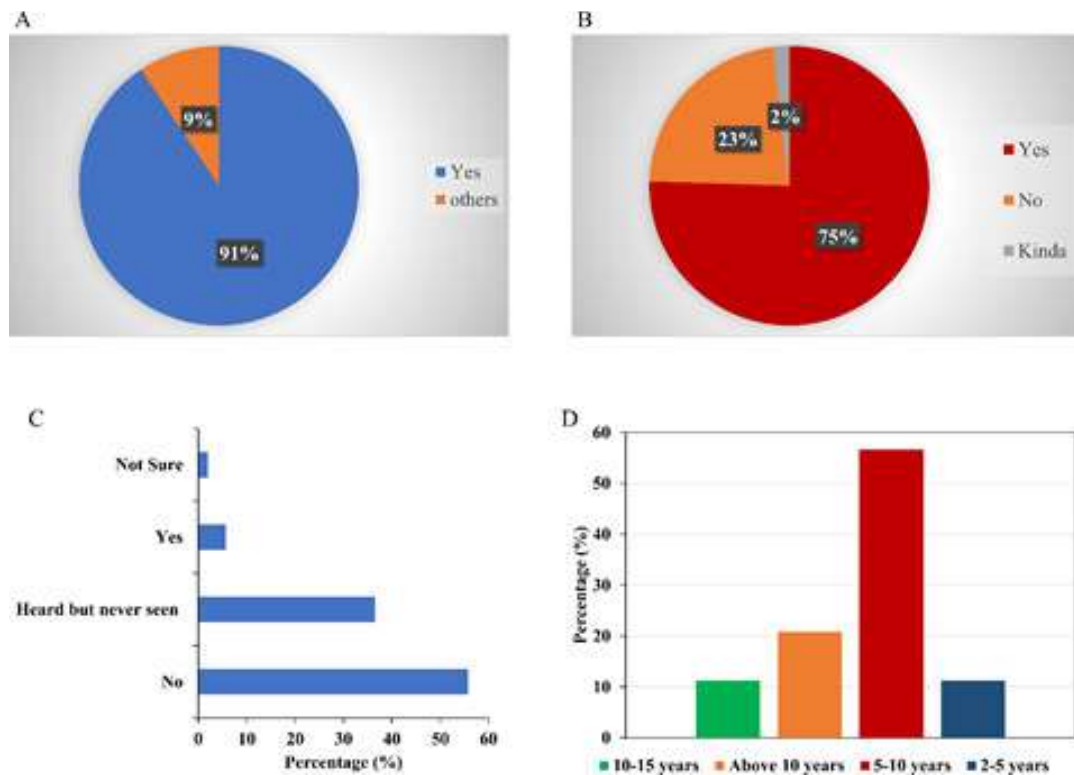 A
9%
91%
Yes
others
B
2%
23%
75%
Yes
No
Kinda
C
Not Sure
Yes
Heard but never seen
No
0 10 20 30 40 50 60
Percentage (%)
D
60
50
40
30
20
10
0
Percentage (%)
10-15 years Above 10 years 5-10 years 2-5 years